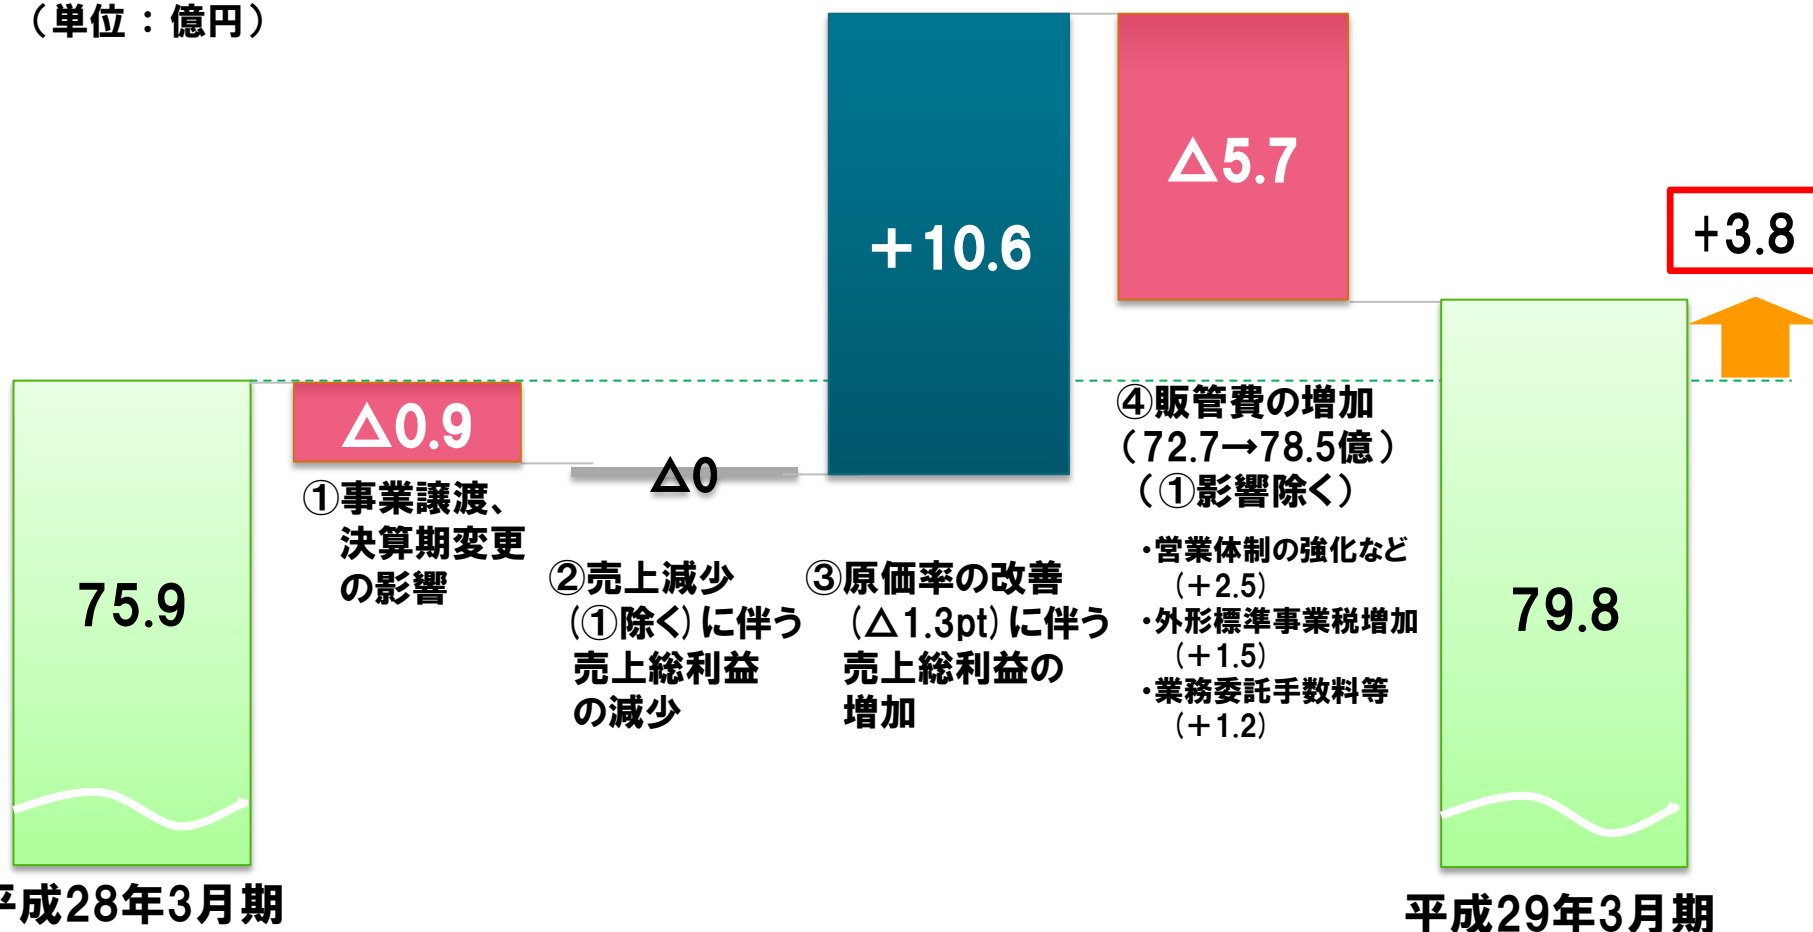 （単位：億円）
△5.7
+3.8
＋10.6
△0.9
△0
①事業譲渡、
決算期変更
の影響
②売上減少
(①除く)に伴う
売上総利益
の減少
③原価率の改善
(△1.3pt)に伴う
売上総利益の
増加
④販管費の増加
（72.7→78.5億）
（①影響除く）
・営業体制の強化など
(＋2.5)
・外形標準事業税増加
(＋1.5)
・業務委託手数料等
(＋1.2)
75.9
79.8
平成28年3月期
平成29年3月期